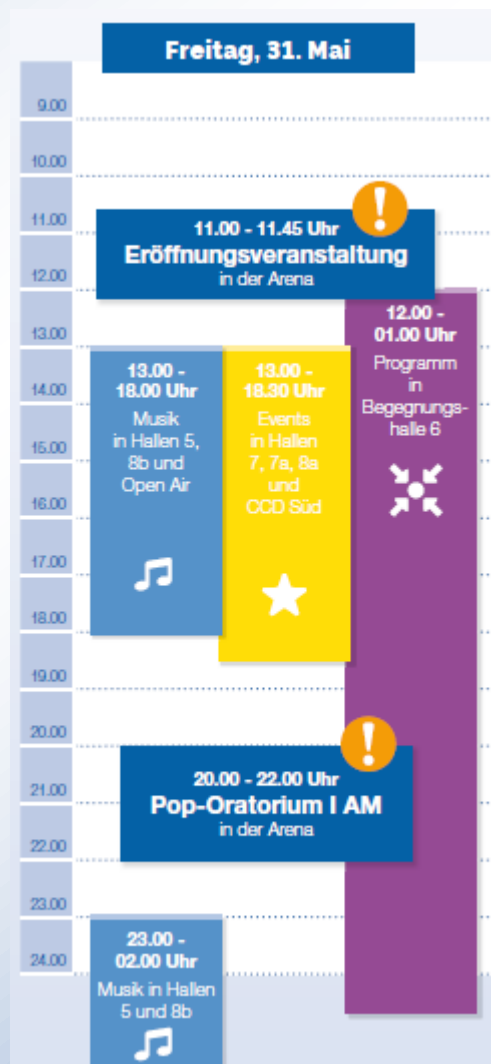 Freitag, 31. Mai
9.00
10.00
11.00
12.00
13.00
14.00
15.00
16.00
17.00
18.00
19.00
20.00
21.00
22.00
23.00
24.00
11.00 - 11.45 Uhr
Eröffnungsveranstaltung
in der Arena
!
12.00 -
01.00 Uhr
Programm
in
Begegnungs-
halle 6
13.00 -
18.00 Uhr
Musik
in Hallen 5,
8b und
Open Air
13.00 -
18.30 Uhr
Events
in Hallen
7, 7a, 8a
und
CCD Süd
20.00 - 22.00 Uhr
Pop-Oratorium I AM
in der Arena
!
23.00 -
02.00 Uhr
Musik in Hallen
5 und 8b